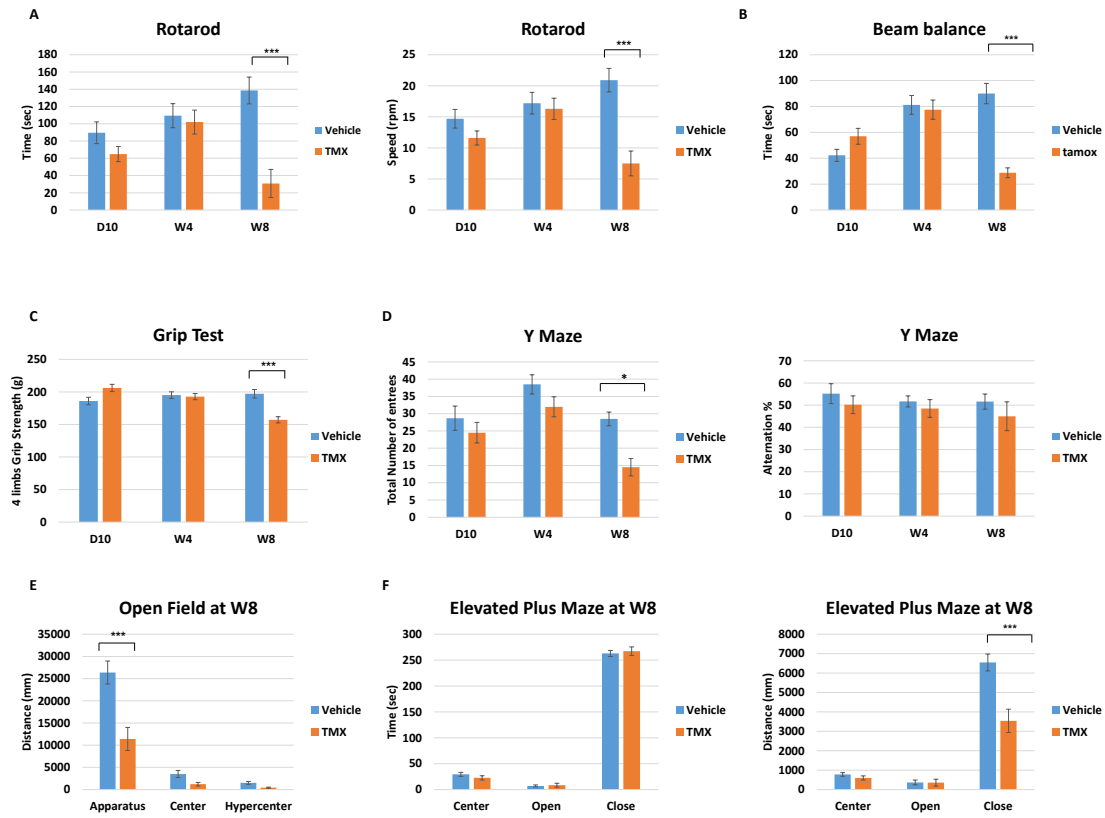 A
Rotarod
Time (sec)
180
160
140
120
100
80
60
40
20
0
***
D10 W4 W8
Vehicle
TMX
Rotarod
Speed (rpm)
25
20
15
10
5
0
***
D10 W4 W8
Vehicle
TMX
B
Beam balance
Time (sec)
120
100
80
60
40
20
0
***
D10 W4 W8
Vehicle
tamox
C
Grip Test
4 limbs Grip Strength (g)
250
200
150
100
50
0
***
D10 W4 W8
Vehicle
TMX
D
Y Maze
Total Number of entrees
45
40
35
30
25
20
15
10
5
0
*
D10 W4 W8
Vehicle
TMX
Y Maze
Alternation %
70
60
50
40
30
20
10
0
D10 W4 W8
Vehicle
TMX
E
Open Field at W8
Distance (mm)
35000
30000
25000
20000
15000
10000
5000
0
***
Apparatus Center Hypercenter
Vehicle
TMX
F
Elevated Plus Maze at W8
Time (sec)
300
250
200
150
100
50
0
Center Open Close
Vehicle
TMX
Elevated Plus Maze at W8
Distance (mm)
8000
7000
6000
5000
4000
3000
2000
1000
0
***
Center Open Close
Vehicle
TMX